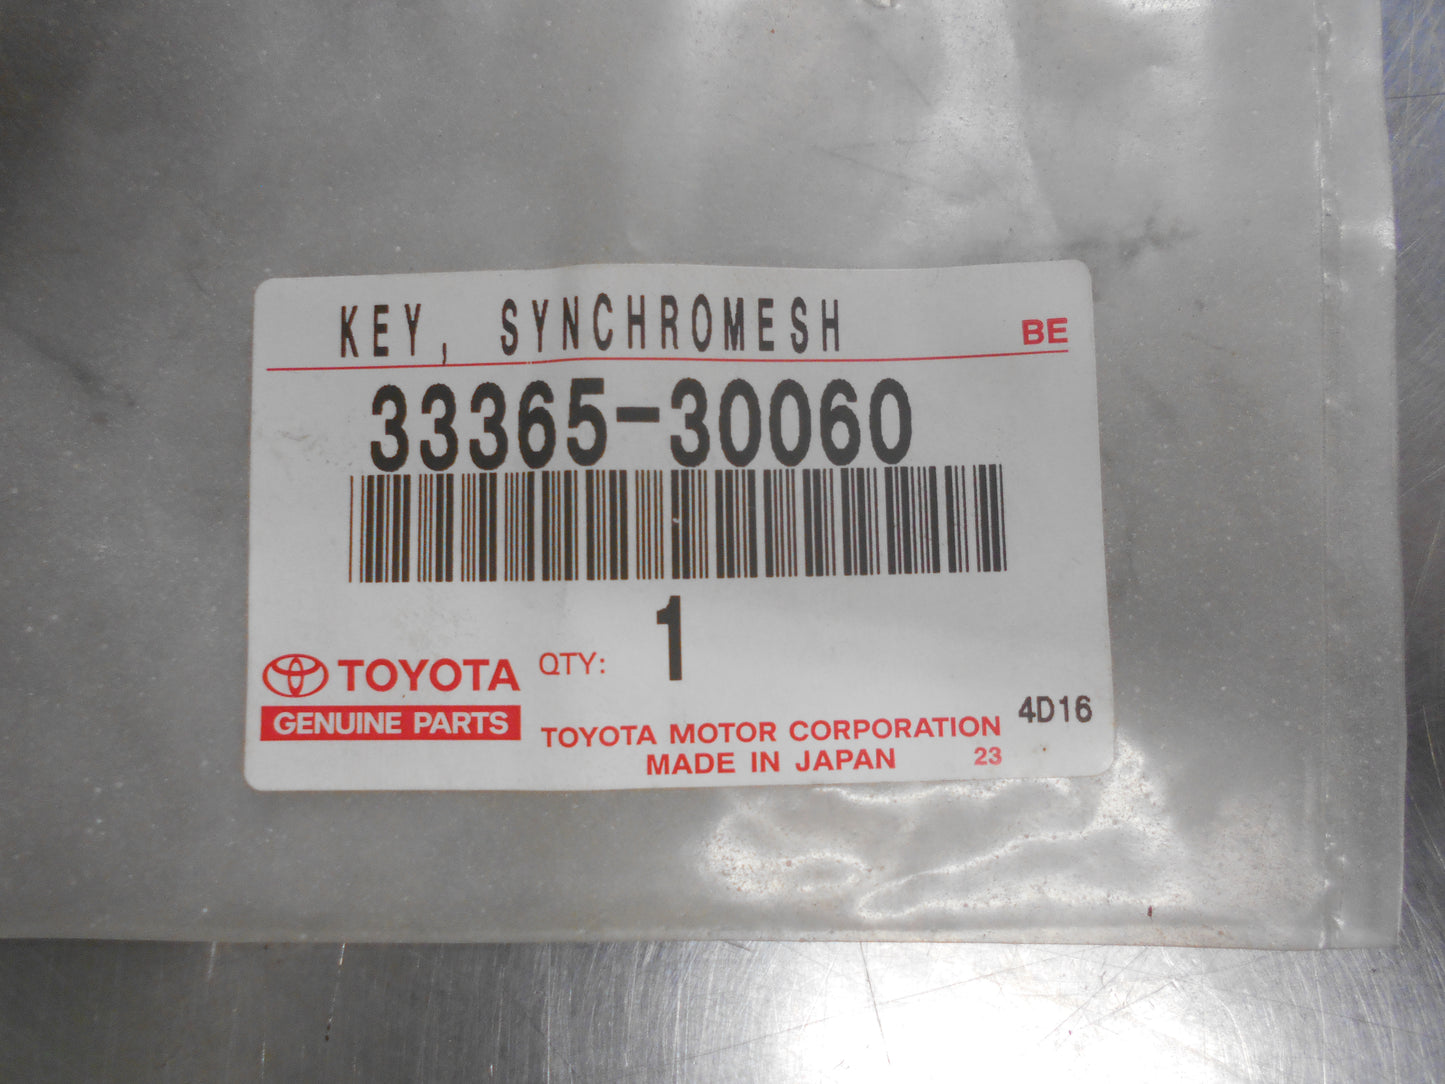 KEY, SYNCHROMESH BE
33365-30060
1
TOYOTA QTY:
GENUINE PARTS
TOYOTA MOTOR CORPORATION 4D16
MADE IN JAPAN 23